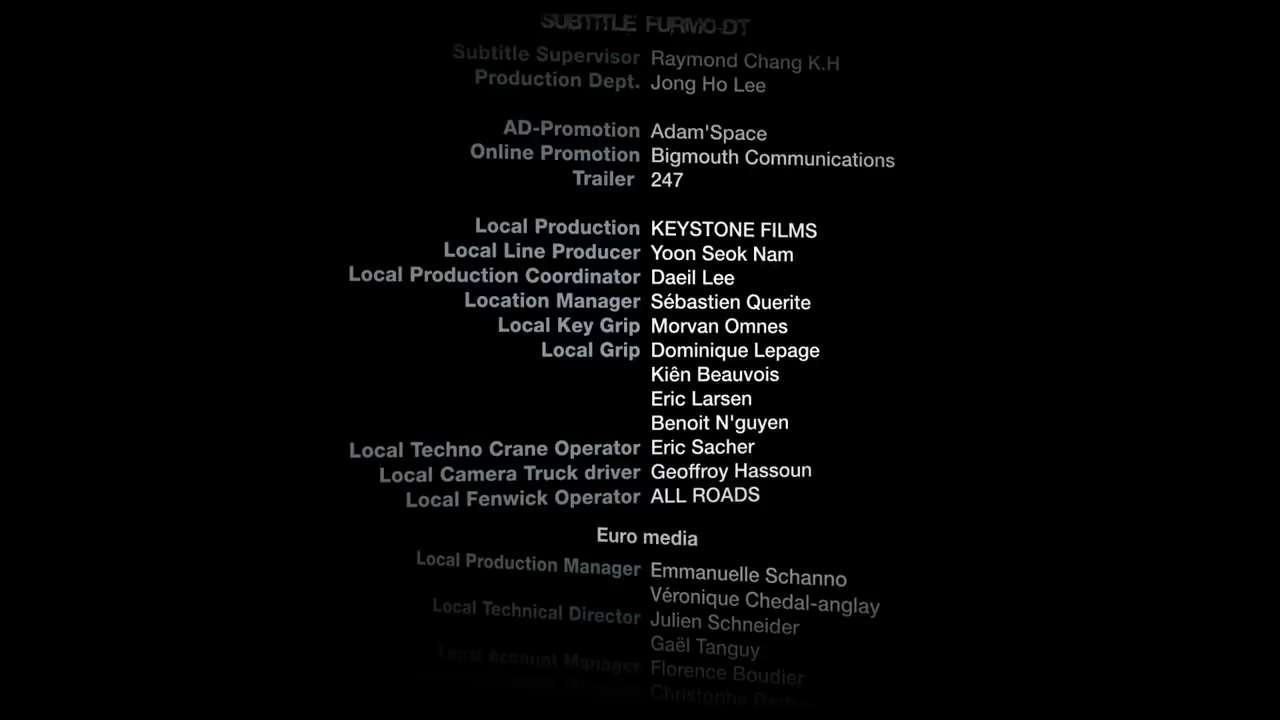 SUBTITLE
Subtitle Supervisor Raymond Chang K.H
Production Dept. Jong Ho Lee
AD-Promotion Adam'Space
Online Promotion Bigmouth Communications
Trailer 247
Local Production KEYSTONE FILMS
Local Line Producer Yoon Seok Nam
Local Production Coordinator Daeil Lee
Location Manager Sébastien Querite
Local Key Grip Morvan Omnes
Local Grip Dominique Lepage
Kiên Beauvois
Eric Larsen
Benoit N'guyen
Local Techno Crane Operator Eric Sacher
Local Camera Truck driver Geoffroy Hassoun
Local Fenwick Operator ALL ROADS
Euro media
Local Production Manager Emmanuelle Schanno
Véronique Chedal-anglay
Local Technical Director Julien Schneider
Gaël Tanguy
Local Account Manager Florence Boudier
Christophe